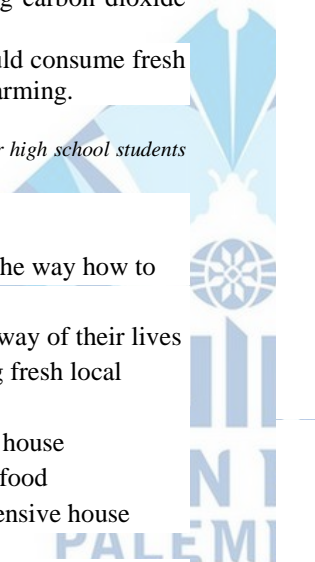 g carbon dioxide
uld consume fresh
arming.
r high school students
he way how to
way of their lives
g fresh local
house
food
ensive house
N I
PALEMI